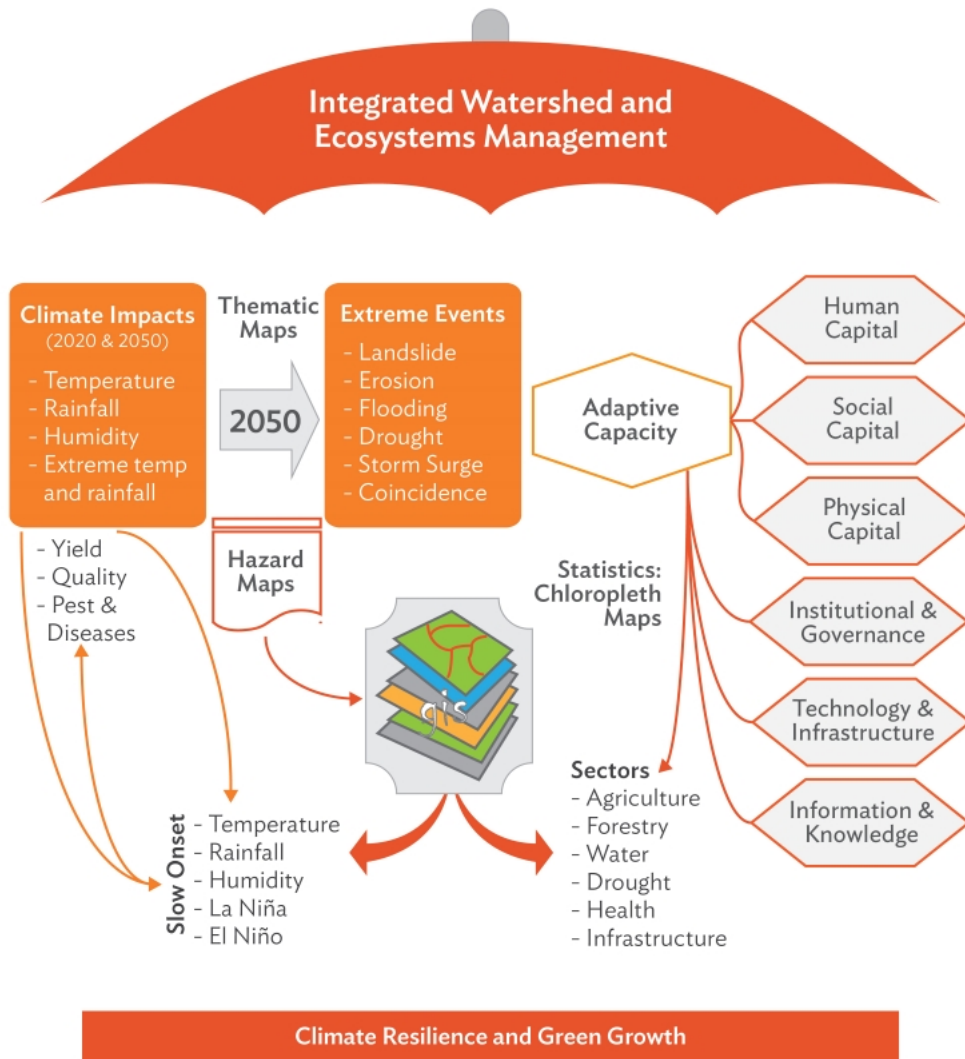 Integrated Watershed and
Ecosystems Management
Climate Impacts
(2020 & 2050)
- Temperature
- Rainfall
- Humidity
- Extreme temp
and rainfall
Thematic
Maps
2050
Extreme Events
- Landslide
- Erosion
- Flooding
- Drought
- Storm Surge
- Coincidence
Adaptive
Capacity
Human
Capital
Social
Capital
Physical
Capital
Institutional &
Governance
Technology &
Infrastructure
Information &
Knowledge
- Yield
- Quality
- Pest &
Diseases
Hazard
Maps
Statistics:
Chloropleth
Maps
gis
Slow Onset
- Temperature
- Rainfall
- Humidity
- La Niña
- El Niño
Sectors
- Agriculture
- Forestry
- Water
- Drought
- Health
- Infrastructure
Climate Resilience and Green Growth